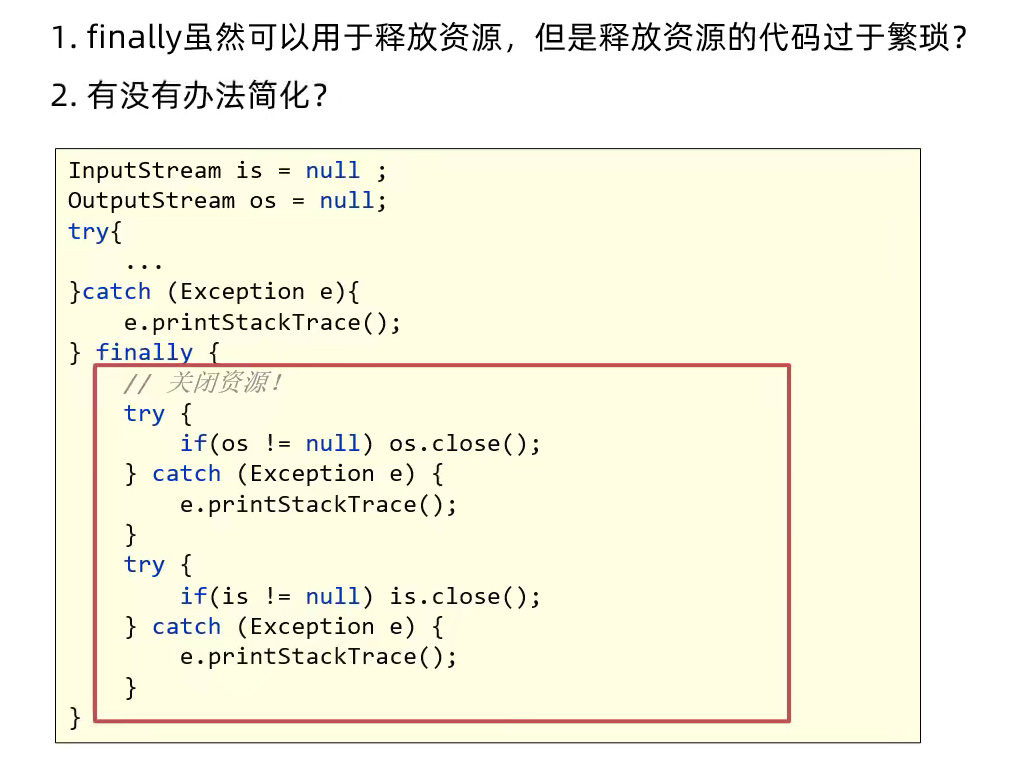 1. finally虽然可以用于释放资源，但是释放资源的代码过于繁琐？
2. 有没有办法简化？
InputStream is = null ;
OutputStream os = null;
try{
    ...
}catch (Exception e){
    e.printStackTrace();
} finally {
    // 关闭资源！
    try {
        if(os != null) os.close();
    } catch (Exception e) {
        e.printStackTrace();
    }
    try {
        if(is != null) is.close();
    } catch (Exception e) {
        e.printStackTrace();
    }
}